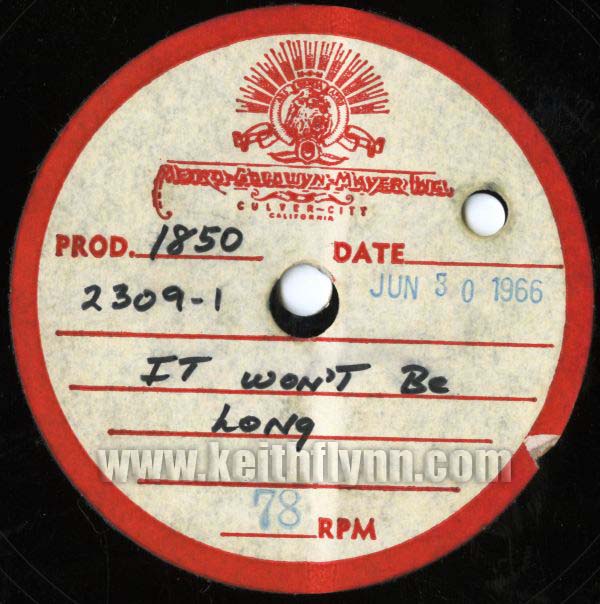 METRO-GOLDWYN-MAYER INC.
CULVER-CITY
CALIFORNIA
PROD. 1850 DATE
2309-1 JUN 30 1966
IT WON'T BE
LONG
www.keithflynn.com
78 RPM